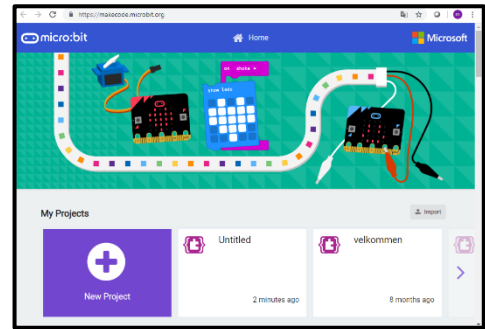 https://makecode.microbit.org
micro:bit
Home
Microsoft
on shake
show leds
My Projects
Import
New Project
Untitled
2 minutes ago
velkommen
8 months ago